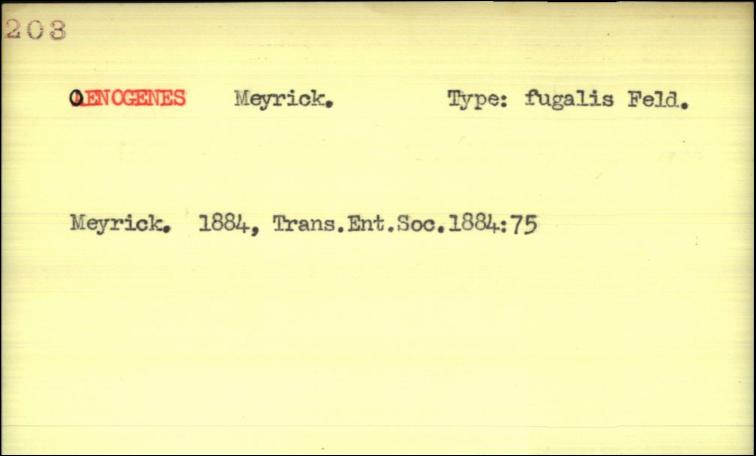 203
OENOGENES Meyrick. Type: fugalis Feld.
Meyrick. 1884, Trans.Ent.Soc.1884:75